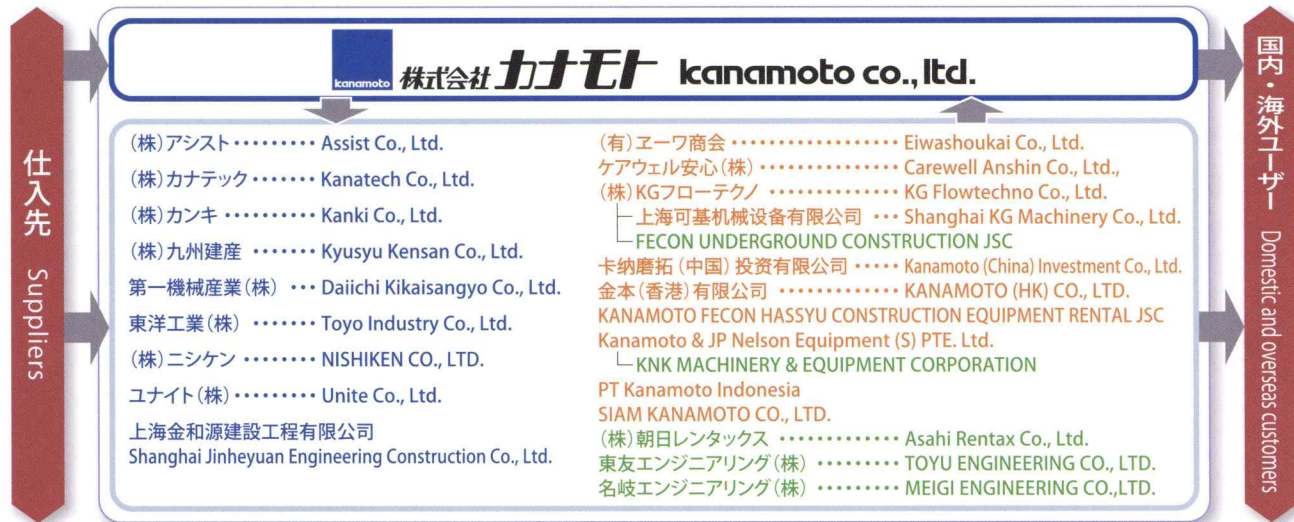 仕入先 Suppliers
kanamoto 株式会社 カナモト kanamoto co., ltd.
(株)アシスト ········· Assist Co., Ltd.
(株)カナテック ······· Kanatech Co., Ltd.
(株)カンキ ·········· Kanki Co., Ltd.
(株)九州建産 ······· Kyusyu Kensan Co., Ltd.
第一機械産業(株) ··· Daiichi Kikaisangyo Co., Ltd.
東洋工業(株) ······· Toyo Industry Co., Ltd.
(株)ニシケン ········ NISHIKEN CO., LTD.
ユナイト(株) ········· Unite Co., Ltd.
上海金和源建設工程有限公司
Shanghai Jinheyuan Engineering Construction Co., Ltd.
(有)ヱーワ商会 ·················· Eiwashoukai Co., Ltd.
ケアウェル安心(株) ·············· Carewell Anshin Co., Ltd.,
(株)KGフローテクノ ·············· KG Flowtechno Co., Ltd.
上海可基机械设备有限公司 ··· Shanghai KG Machinery Co., Ltd.
FECON UNDERGROUND CONSTRUCTION JSC
卡纳磨拓(中国)投资有限公司 ····· Kanamoto (China) Investment Co., Ltd.
金本(香港)有限公司 ············· KANAMOTO (HK) CO., LTD.
KANAMOTO FECON HASSYU CONSTRUCTION EQUIPMENT RENTAL JSC
Kanamoto & JP Nelson Equipment (S) PTE. Ltd.
KNK MACHINERY & EQUIPMENT CORPORATION
PT Kanamoto Indonesia
SIAM KANAMOTO CO., LTD.
(株)朝日レンタックス ············· Asahi Rentax Co., Ltd.
東友エンジニアリング(株) ········· TOYU ENGINEERING CO., LTD.
名岐エンジニアリング(株) ········· MEIGI ENGINEERING CO.,LTD.
国内・海外ユーザー Domestic and overseas customers